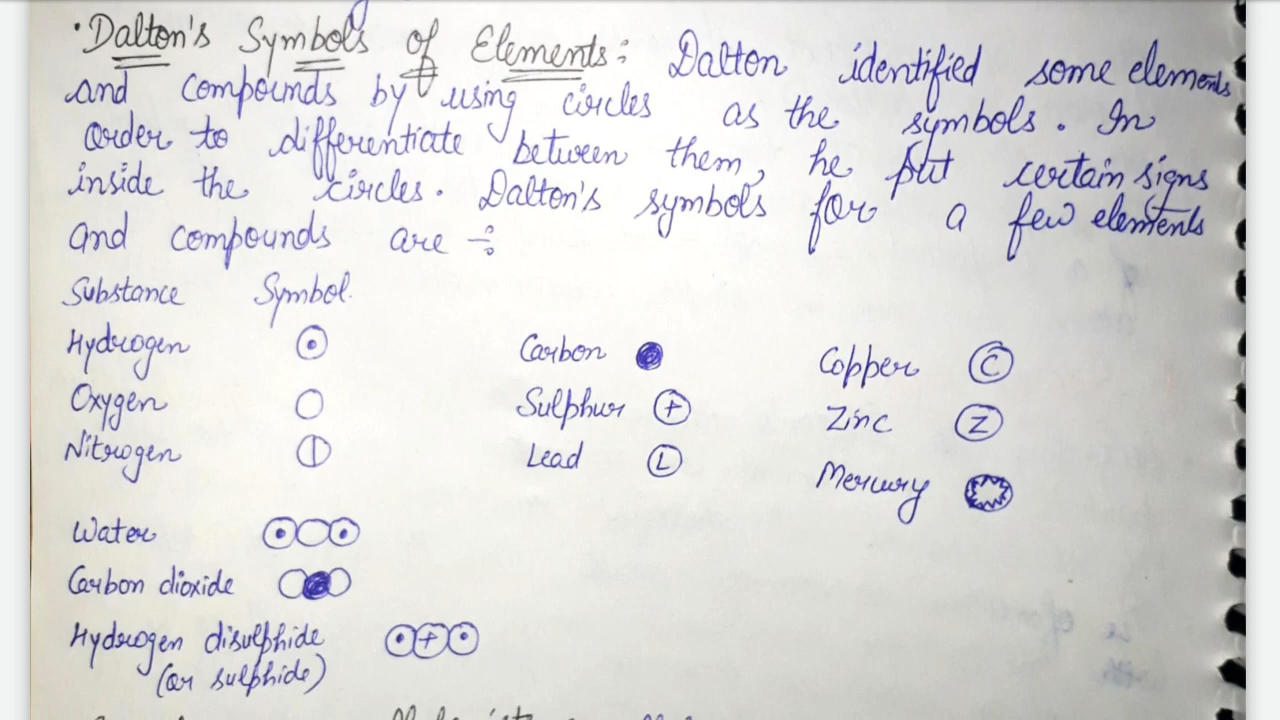 ·Dalton's Symbols of Elements: Dalton identified some elements
and compounds by using circles as the symbols. In
order to differentiate between them, he put certain signs
inside the circles. Dalton's symbols for a few elements
and compounds are ÷
Substance Symbol.
Hydrogen
Carbon
Copper C
Oxygen
Sulphur +
Zinc Z
Nitrogen
Lead L
Mercury
Water
Carbon dioxide
Hydrogen disulphide +
(or sulphide)